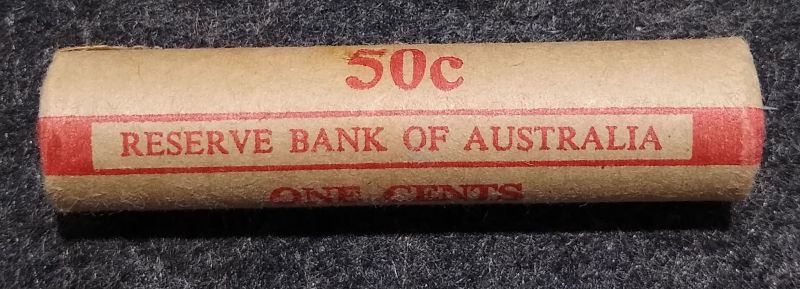 50c
RESERVE BANK OF AUSTRALIA
ONE CENTS